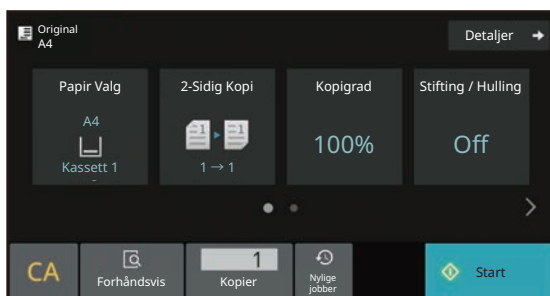 Original
A4
Detaljer
Papir Valg
A4
Kassett 1
-
2-Sidig Kopi
1 → 1
Kopigrad
100%
Stifting / Hulling
Off
CA
Forhåndsvis
1
Kopier
Nylige
jobber
Start